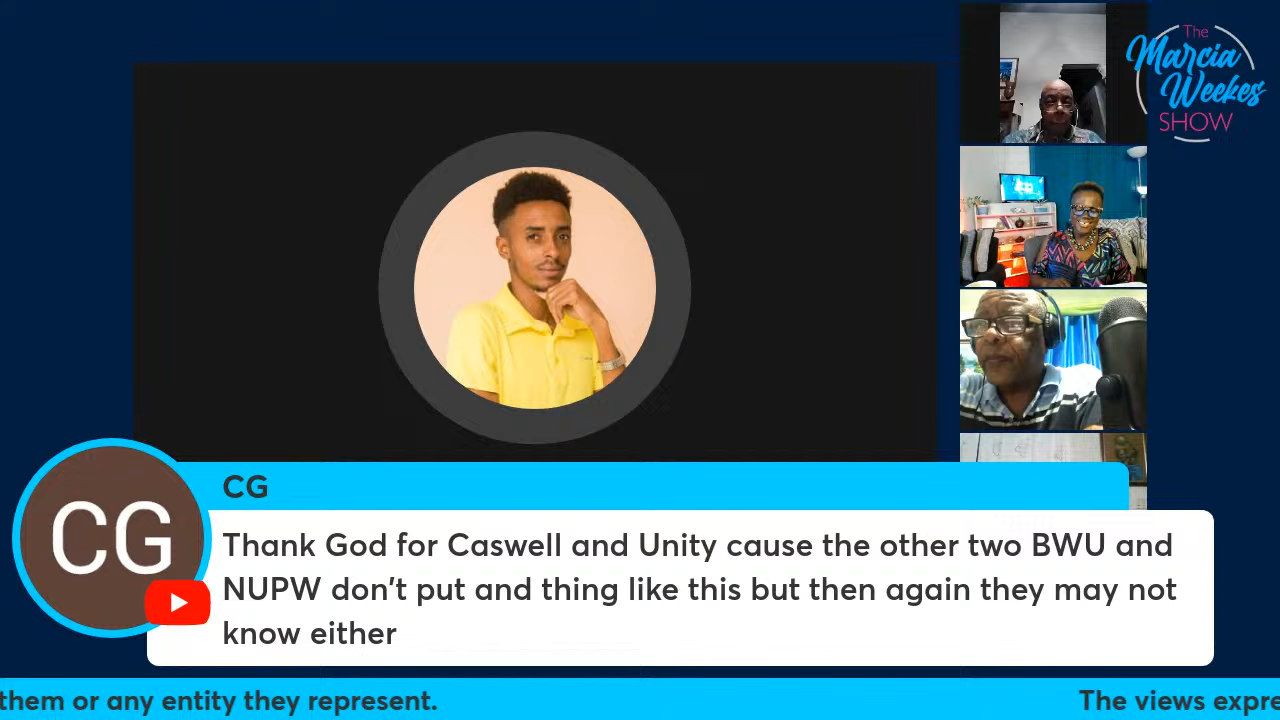 The
Marcia
Weekes
SHOW
CG
CG
Thank God for Caswell and Unity cause the other two BWU and
NUPW don't put and thing like this but then again they may not
know either
them or any entity they represent.
The views expre